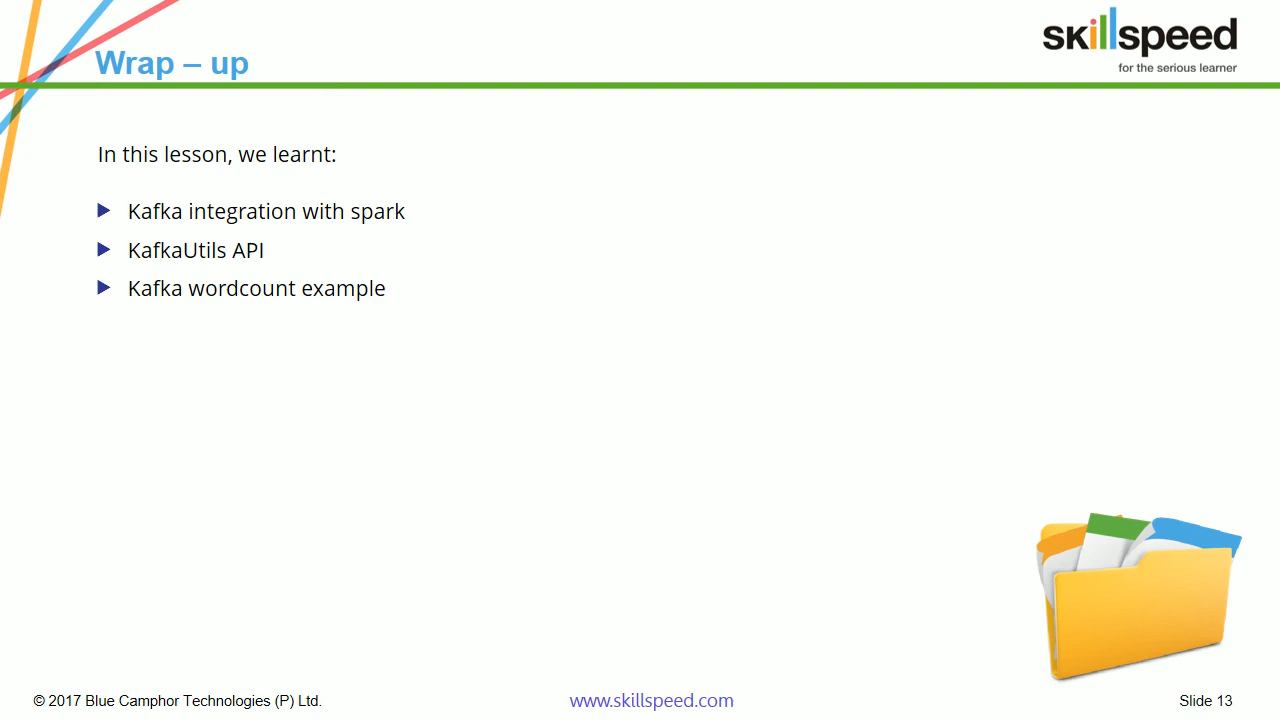 skillspeed
for the serious learner
Wrap – up
In this lesson, we learnt:
Kafka integration with spark
KafkaUtils API
Kafka wordcount example
© 2017 Blue Camphor Technologies (P) Ltd.
www.skillspeed.com
Slide 13